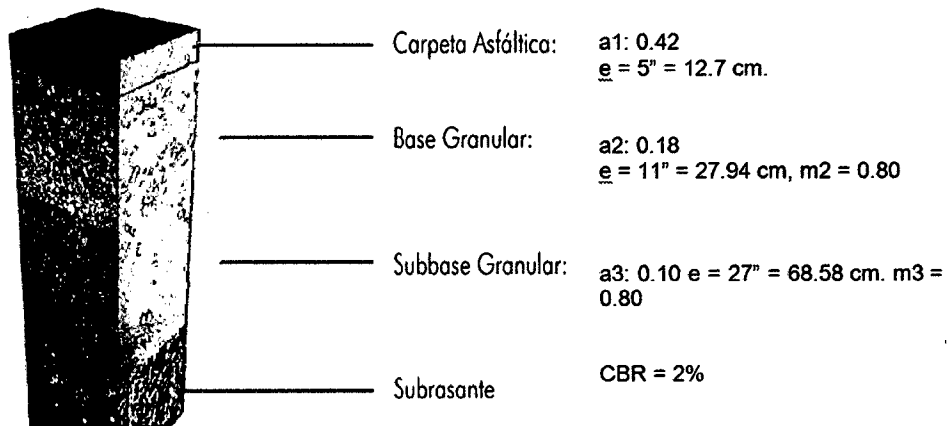 Carpeta Asfáltica: a1: 0.42
e = 5" = 12.7 cm.
Base Granular: a2: 0.18
e = 11" = 27.94 cm, m2 = 0.80
Subbase Granular: a3: 0.10 e = 27" = 68.58 cm. m3 =
0.80
Subrasante CBR = 2%